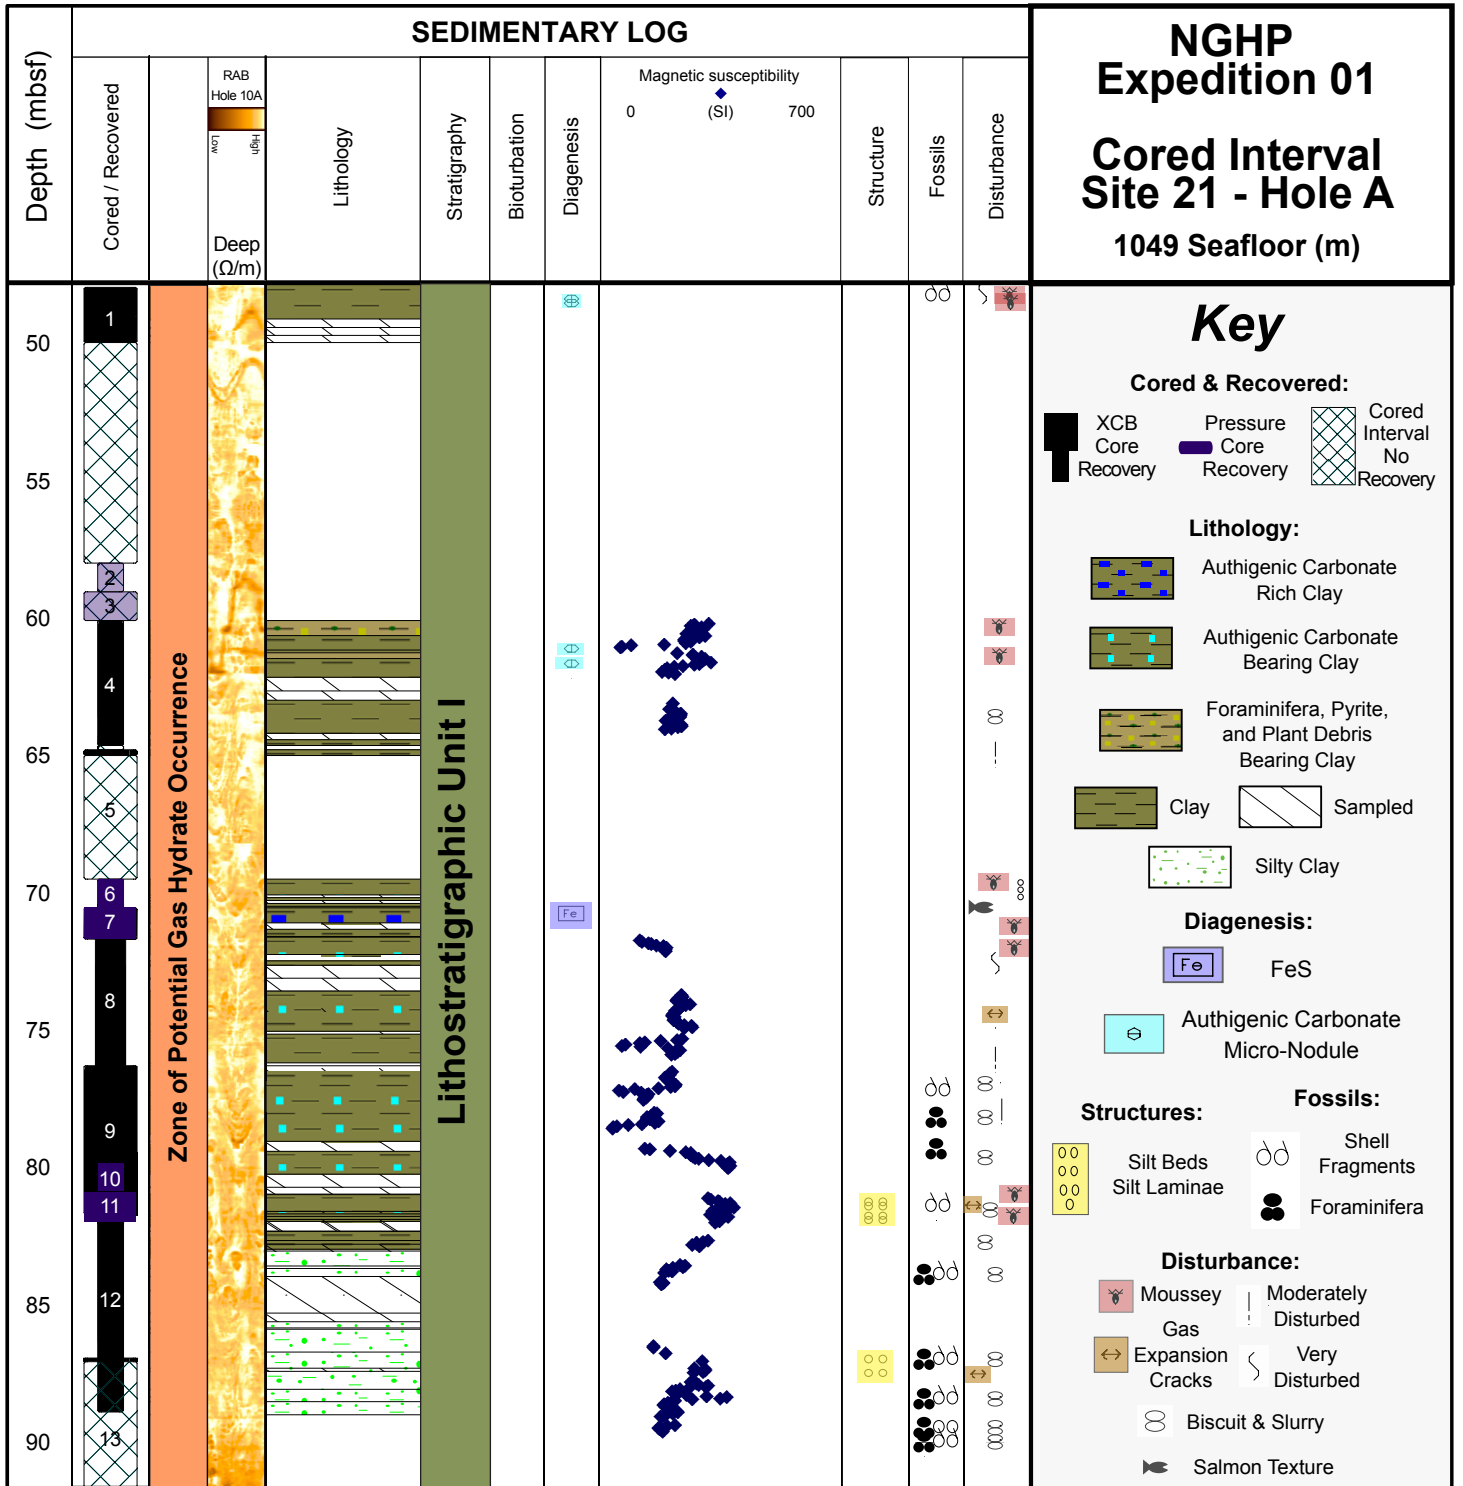 SEDIMENTARY LOG
Depth (mbsf)
Cored / Recovered
RAB
Hole 10A
Low
High
Deep
(Ω/m)
Lithology
Stratigraphy
Bioturbation
Diagenesis
Magnetic susceptibility
0 (SI) 700
Structure
Fossils
Disturbance
NGHP
Expedition 01
Cored Interval
Site 21 - Hole A
1049 Seafloor (m)
50
55
60
65
70
75
80
85
90
1
2
3
4
5
6
7
8
9
10
11
12
13
Zone of Potential Gas Hydrate Occurrence
Lithostratigraphic Unit I
Fe
Key
Cored & Recovered:
XCB
Core
Recovery
Pressure
Core
Recovery
Cored
Interval
No
Recovery
Lithology:
Authigenic Carbonate
Rich Clay
Authigenic Carbonate
Bearing Clay
Foraminifera, Pyrite,
and Plant Debris
Bearing Clay
Clay
Sampled
Silty Clay
Diagenesis:
Fe
FeS
Authigenic Carbonate
Micro-Nodule
Structures:
Silt Beds
Silt Laminae
Fossils:
Shell
Fragments
Foraminifera
Disturbance:
Moussey
Moderately
Disturbed
Gas
Expansion
Cracks
Very
Disturbed
Biscuit & Slurry
Salmon Texture